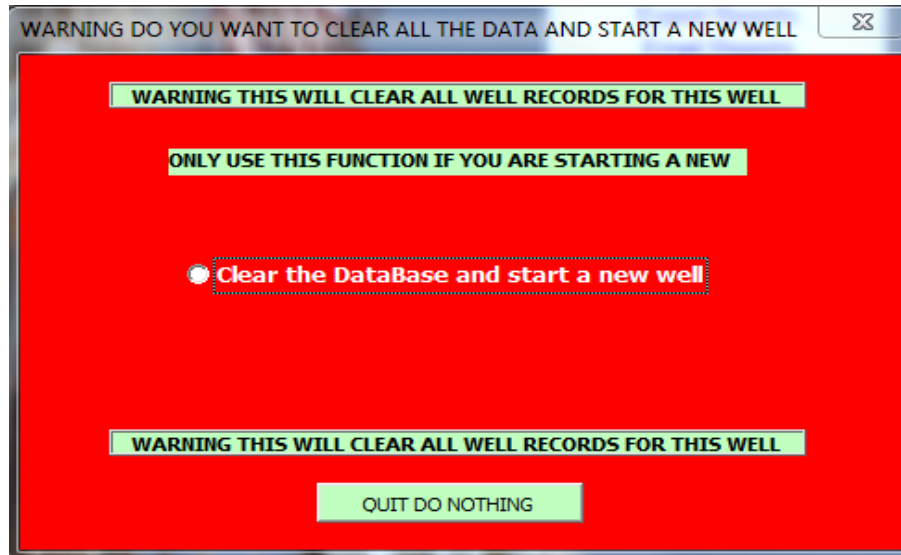 WARNING DO YOU WANT TO CLEAR ALL THE DATA AND START A NEW WELL
WARNING THIS WILL CLEAR ALL WELL RECORDS FOR THIS WELL
ONLY USE THIS FUNCTION IF YOU ARE STARTING A NEW
Clear the DataBase and start a new well
WARNING THIS WILL CLEAR ALL WELL RECORDS FOR THIS WELL
QUIT DO NOTHING